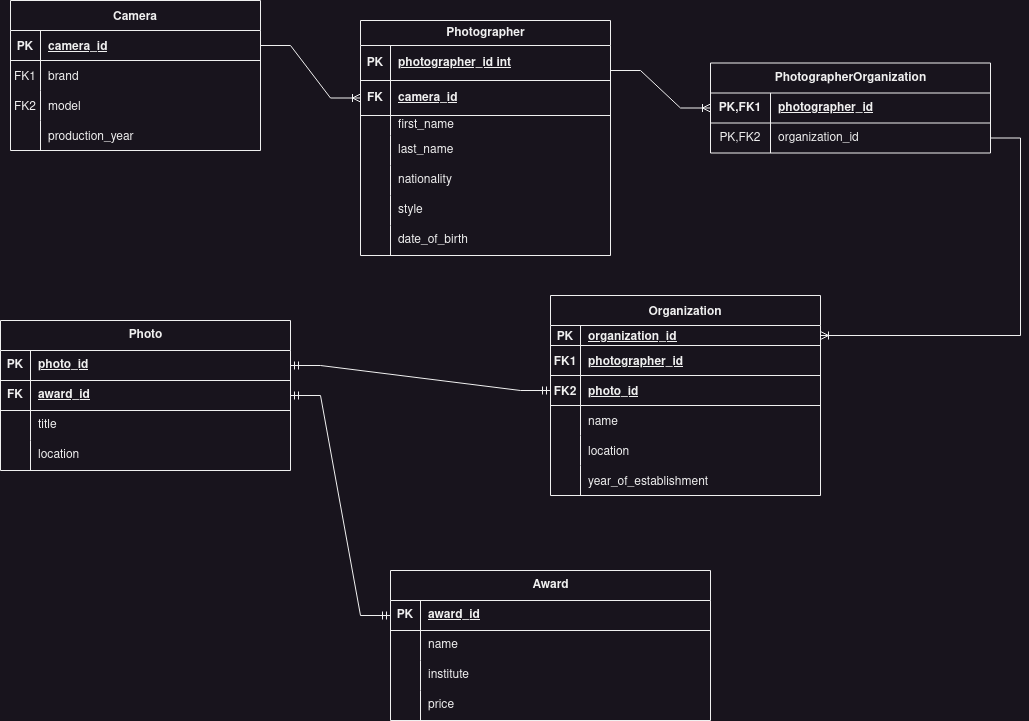 Camera
PK camera_id
FK1 brand
FK2 model
production_year
Photographer
PK photographer_id int
FK camera_id
first_name
last_name
nationality
style
date_of_birth
PhotographerOrganization
PK,FK1 photographer_id
PK,FK2 organization_id
Photo
PK photo_id
FK award_id
title
location
Organization
PK organization_id
FK1 photographer_id
FK2 photo_id
name
location
year_of_establishment
Award
PK award_id
name
institute
price